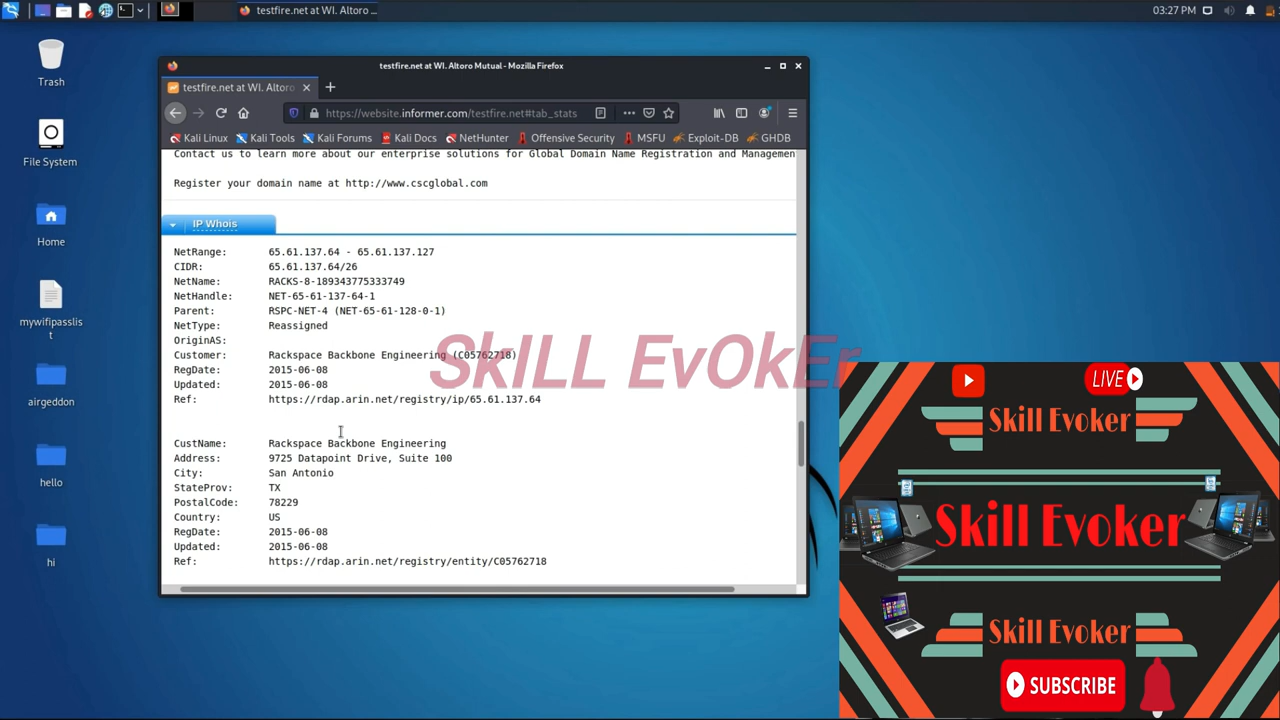 testfire.net at WI. Altoro ...
03:27 PM
Trash
File System
Home
mywifipasslis
t
airgeddon
hello
hi
testfire.net at WI. Altoro Mutual - Mozilla Firefox
testfire.net at WI. Altoro
https://website.informer.com/testfire.net#tab_stats
Kali Linux Kali Tools Kali Forums Kali Docs NetHunter Offensive Security MSFU Exploit-DB GHDB
Contact us to learn more about our enterprise solutions for Global Domain Name Registration and Managemen
Register your domain name at http://www.cscglobal.com
IP Whois
NetRange: 65.61.137.64 - 65.61.137.127
CIDR: 65.61.137.64/26
NetName: RACKS-8-189343775333749
NetHandle: NET-65-61-137-64-1
Parent: RSPC-NET-4 (NET-65-61-128-0-1)
NetType: Reassigned
OriginAS:
Customer: Rackspace Backbone Engineering (C05762718)
RegDate: 2015-06-08
Updated: 2015-06-08
Ref: https://rdap.arin.net/registry/ip/65.61.137.64
CustName: Rackspace Backbone Engineering
Address: 9725 Datapoint Drive, Suite 100
City: San Antonio
StateProv: TX
PostalCode: 78229
Country: US
RegDate: 2015-06-08
Updated: 2015-06-08
Ref: https://rdap.arin.net/registry/entity/C05762718
SkILL EvOkEr
LIVE
Skill Evoker
Skill Evoker
Skill Evoker
SUBSCRIBE